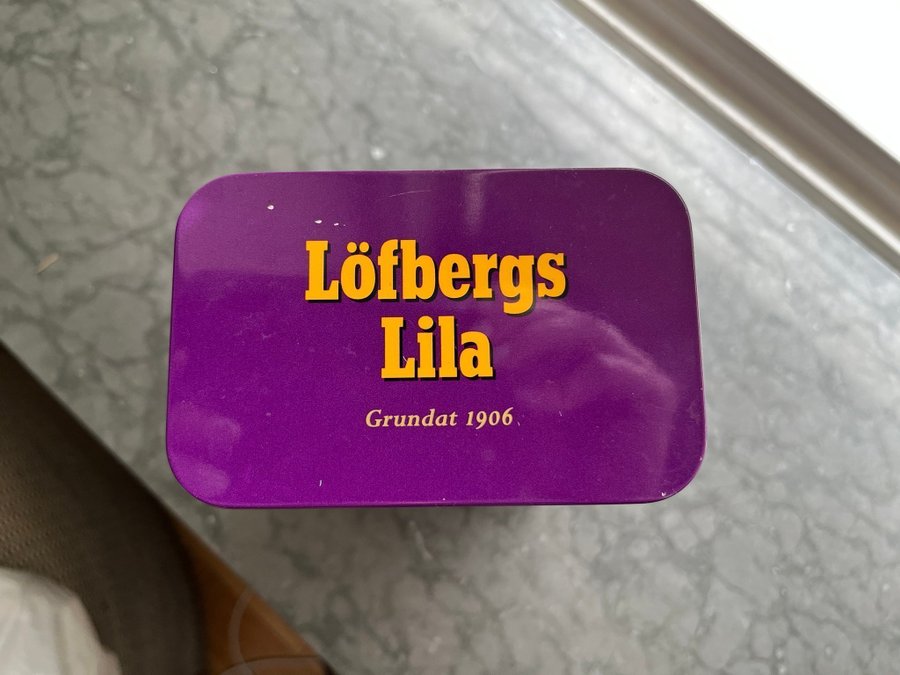 Löfbergs
Lila
Grundat 1906